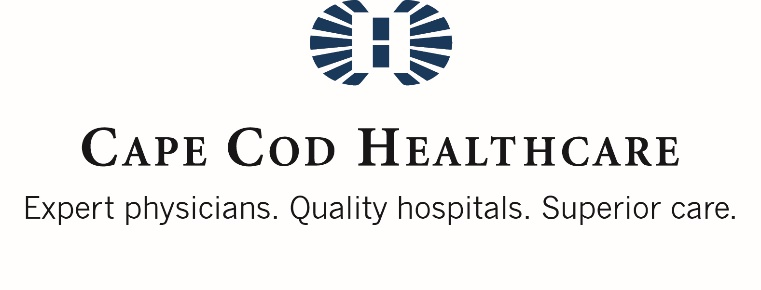 Cape Cod Healthcare
Expert physicians. Quality hospitals. Superior care.